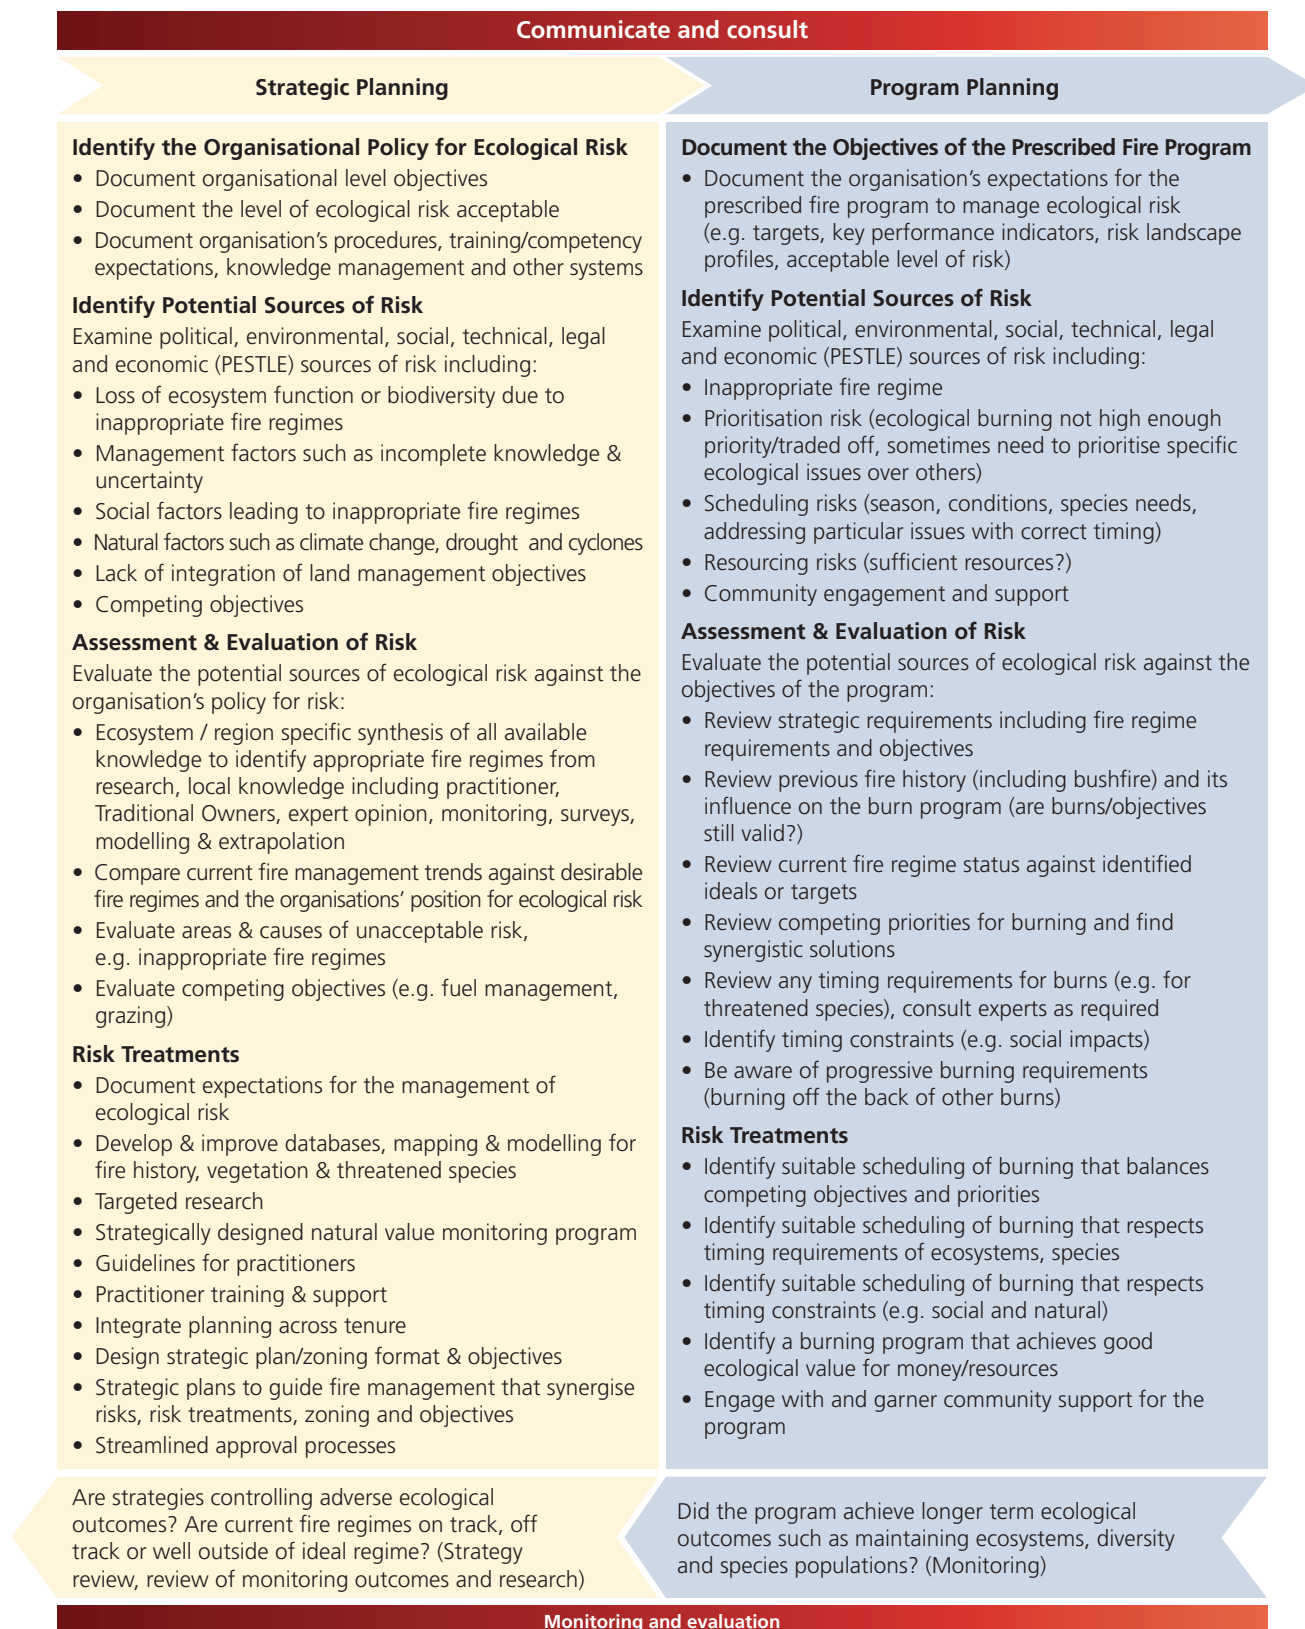 Communicate and consult
Strategic Planning
Program Planning
Identify the Organisational Policy for Ecological Risk
• Document organisational level objectives
• Document the level of ecological risk acceptable
• Document organisation's procedures, training/competency
expectations, knowledge management and other systems
Identify Potential Sources of Risk
Examine political, environmental, social, technical, legal
and economic (PESTLE) sources of risk including:
• Loss of ecosystem function or biodiversity due to
inappropriate fire regimes
• Management factors such as incomplete knowledge &
uncertainty
• Social factors leading to inappropriate fire regimes
• Natural factors such as climate change, drought and cyclones
• Lack of integration of land management objectives
• Competing objectives
Assessment & Evaluation of Risk
Evaluate the potential sources of ecological risk against the
organisation's policy for risk:
• Ecosystem / region specific synthesis of all available
knowledge to identify appropriate fire regimes from
research, local knowledge including practitioner,
Traditional Owners, expert opinion, monitoring, surveys,
modelling & extrapolation
• Compare current fire management trends against desirable
fire regimes and the organisations' position for ecological risk
• Evaluate areas & causes of unacceptable risk,
e.g. inappropriate fire regimes
• Evaluate competing objectives (e.g. fuel management,
grazing)
Risk Treatments
• Document expectations for the management of
ecological risk
• Develop & improve databases, mapping & modelling for
fire history, vegetation & threatened species
• Targeted research
• Strategically designed natural value monitoring program
• Guidelines for practitioners
• Practitioner training & support
• Integrate planning across tenure
• Design strategic plan/zoning format & objectives
• Strategic plans to guide fire management that synergise
risks, risk treatments, zoning and objectives
• Streamlined approval processes
Document the Objectives of the Prescribed Fire Program
• Document the organisation's expectations for the
prescribed fire program to manage ecological risk
(e.g. targets, key performance indicators, risk landscape
profiles, acceptable level of risk)
Identify Potential Sources of Risk
Examine political, environmental, social, technical, legal
and economic (PESTLE) sources of risk including:
• Inappropriate fire regime
• Prioritisation risk (ecological burning not high enough
priority/traded off, sometimes need to prioritise specific
ecological issues over others)
• Scheduling risks (season, conditions, species needs,
addressing particular issues with correct timing)
• Resourcing risks (sufficient resources?)
• Community engagement and support
Assessment & Evaluation of Risk
Evaluate the potential sources of ecological risk against the
objectives of the program:
• Review strategic requirements including fire regime
requirements and objectives
• Review previous fire history (including bushfire) and its
influence on the burn program (are burns/objectives
still valid?)
• Review current fire regime status against identified
ideals or targets
• Review competing priorities for burning and find
synergistic solutions
• Review any timing requirements for burns (e.g. for
threatened species), consult experts as required
• Identify timing constraints (e.g. social impacts)
• Be aware of progressive burning requirements
(burning off the back of other burns)
Risk Treatments
• Identify suitable scheduling of burning that balances
competing objectives and priorities
• Identify suitable scheduling of burning that respects
timing requirements of ecosystems, species
• Identify suitable scheduling of burning that respects
timing constraints (e.g. social and natural)
• Identify a burning program that achieves good
ecological value for money/resources
• Engage with and garner community support for the
program
Are strategies controlling adverse ecological
outcomes? Are current fire regimes on track, off
track or well outside of ideal regime? (Strategy
review, review of monitoring outcomes and research)
Did the program achieve longer term ecological
outcomes such as maintaining ecosystems, diversity
and species populations? (Monitoring)
Monitoring and evaluation